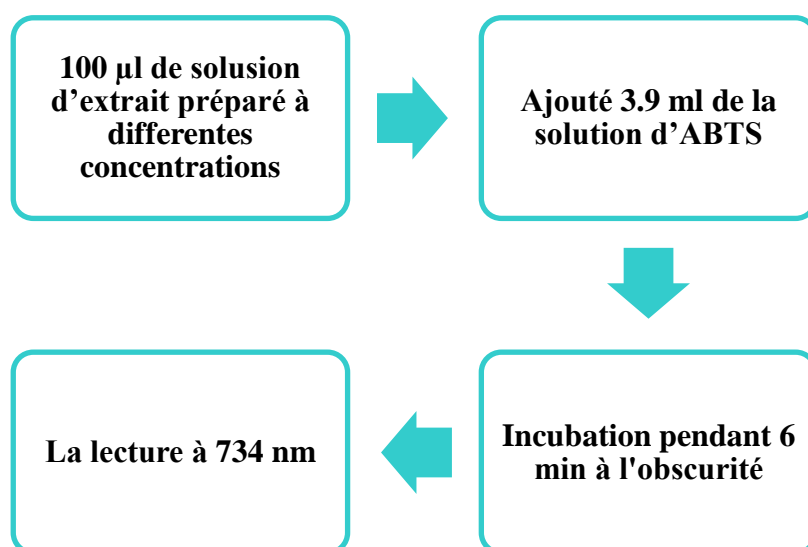 100 µl de solusion
d’extrait préparé à
differentes
concentrations
Ajouté 3.9 ml de la
solution d’ABTS
Incubation pendant 6
min à l'obscurité
La lecture à 734 nm